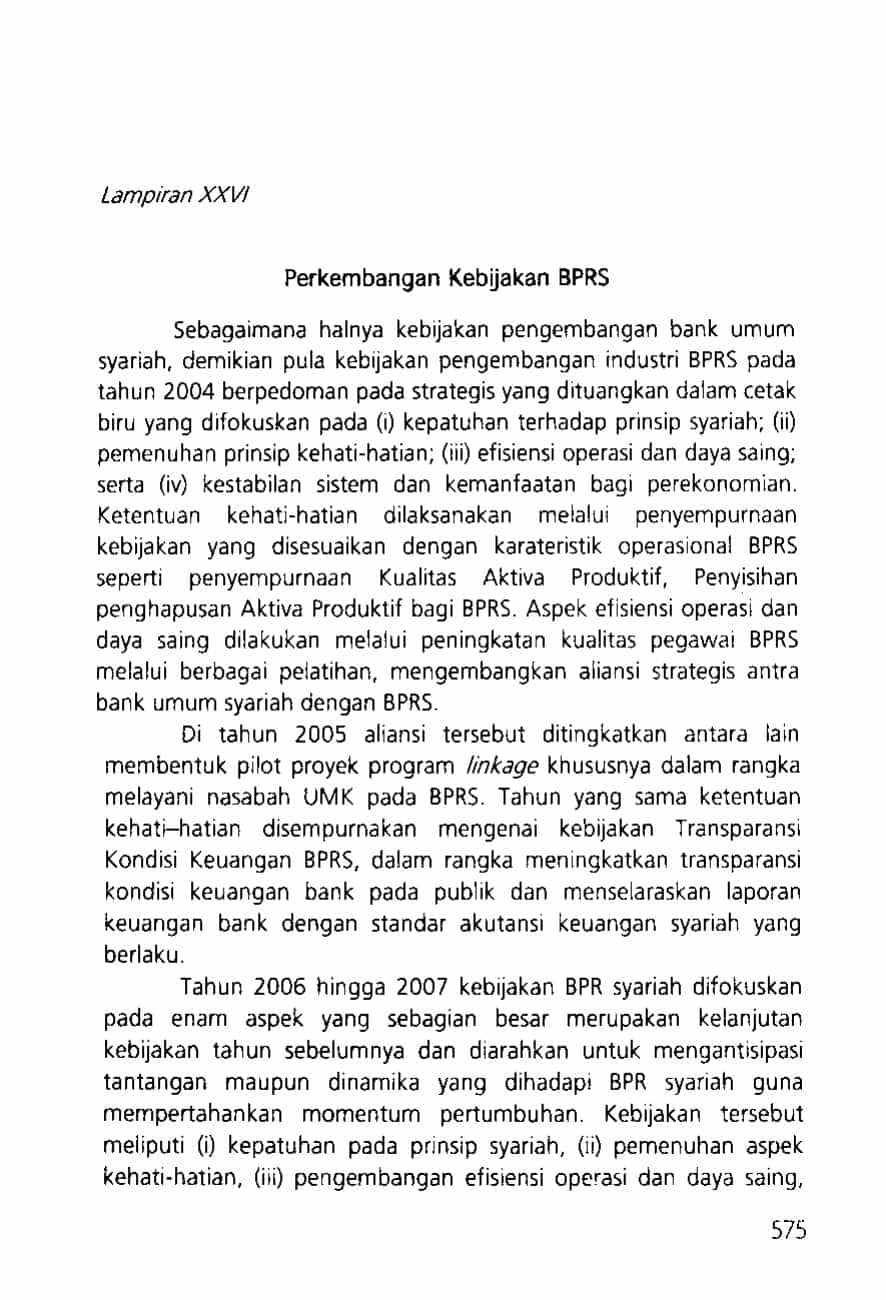 Lampiran XXVI
Perkembangan Kebijakan BPRS
Sebagaimana halnya kebijakan pengembangan bank umum
syariah, demikian pula kebijakan pengembangan industri BPRS pada
tahun 2004 berpedoman pada strategis yang dituangkan dalam cetak
biru yang difokuskan pada (i) kepatuhan terhadap prinsip syariah; (ii)
pemenuhan prinsip kehati-hatian; (iii) efisiensi operasi dan daya saing;
serta (iv) kestabilan sistem dan kemanfaatan bagi perekonomian.
Ketentuan kehati-hatian dilaksanakan melalui penyempurnaan
kebijakan yang disesuaikan dengan karateristik operasional BPRS
seperti penyempurnaan Kualitas Aktiva Produktif, Penyisihan
penghapusan Aktiva Produktif bagi BPRS. Aspek efisiensi operasi dan
daya saing dilakukan melalui peningkatan kualitas pegawai BPRS
melalui berbagai pelatihan, mengembangkan aliansi strategis antra
bank umum syariah dengan BPRS.
Di tahun 2005 aliansi tersebut ditingkatkan antara lain
membentuk pilot proyek program linkage khususnya dalam rangka
melayani nasabah UMK pada BPRS. Tahun yang sama ketentuan
kehati–hatian disempurnakan mengenai kebijakan Transparansi
Kondisi Keuangan BPRS, dalam rangka meningkatkan transparansi
kondisi keuangan bank pada publik dan menselaraskan laporan
keuangan bank dengan standar akutansi keuangan syariah yang
berlaku.
Tahun 2006 hingga 2007 kebijakan BPR syariah difokuskan
pada enam aspek yang sebagian besar merupakan kelanjutan
kebijakan tahun sebelumnya dan diarahkan untuk mengantisipasi
tantangan maupun dinamika yang dihadapi BPR syariah guna
mempertahankan momentum pertumbuhan. Kebijakan tersebut
meliputi (i) kepatuhan pada prinsip syariah, (ii) pemenuhan aspek
kehati-hatian, (iii) pengembangan efisiensi operasi dan daya saing,
575